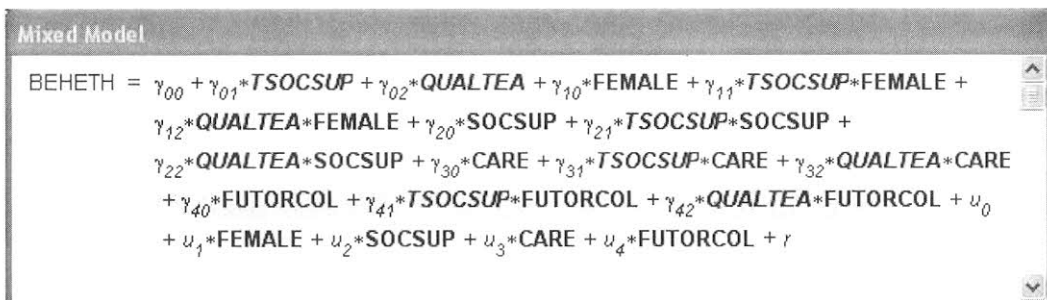 Mixed Model
BEHETH = γ00 + γ01*TSOCSUP + γ02*QUALTEA + γ10*FEMALE + γ11*TSOCSUP*FEMALE +
γ12*QUALTEA*FEMALE + γ20*SOCSUP + γ21*TSOCSUP*SOCSUP +
γ22*QUALTEA*SOCSUP + γ30*CARE + γ31*TSOCSUP*CARE + γ32*QUALTEA*CARE
+ γ40*FUTORCOL + γ41*TSOCSUP*FUTORCOL + γ42*QUALTEA*FUTORCOL + u0
+ u1*FEMALE + u2*SOCSUP + u3*CARE + u4*FUTORCOL + r